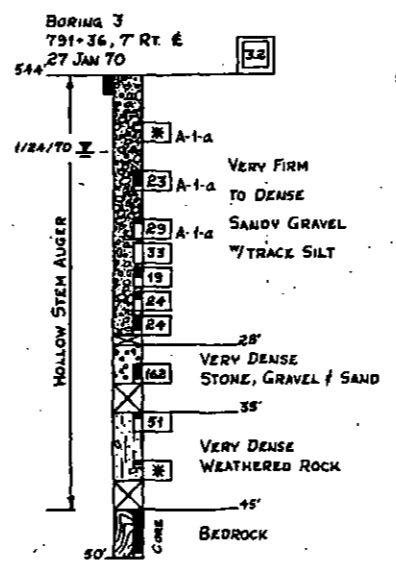 BORING 3
791+36, 7' RT. ⅊
27 JAN 70
32
544'
* A-1-a
1/24/70
23 A-1-a
VERY FIRM
TO DENSE
29 A-1-a
SANDY GRAVEL
33
W/TRACK SILT
19
24
24
28'
HOLLOW STEM AUGER
VERY DENSE
162
STONE, GRAVEL & SAND
35'
51
VERY DENSE
WEATHERED ROCK
*
45'
CORE
BEDROCK
50'